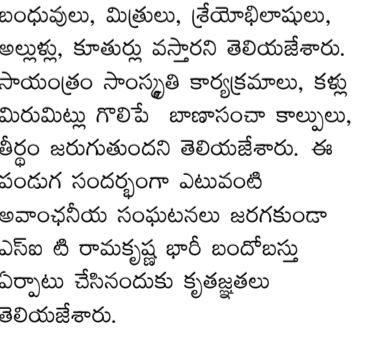 బంధువులు, మిత్రులు, శ్రేయోభిలాషులు,
అల్లుళ్లు, కూతుర్లు వస్తారని తెలియజేశారు.
సాయంత్రం సాంస్కృతి కార్యక్రమాలు, కళ్లు
మిరుమిట్లు గొలిపే బాణాసంచా కాల్పులు,
తీర్థం జరుగుతుందని తెలియజేశారు. ఈ
పండుగ సందర్భంగా ఎటువంటి
అవాంఛనీయ సంఘటనలు జరగకుండా
ఎస్ఐ టి రామకృష్ణ భారీ బందోబస్తు
ఏర్పాటు చేసినందుకు కృతజ్ఞతలు
తెలియజేశారు.